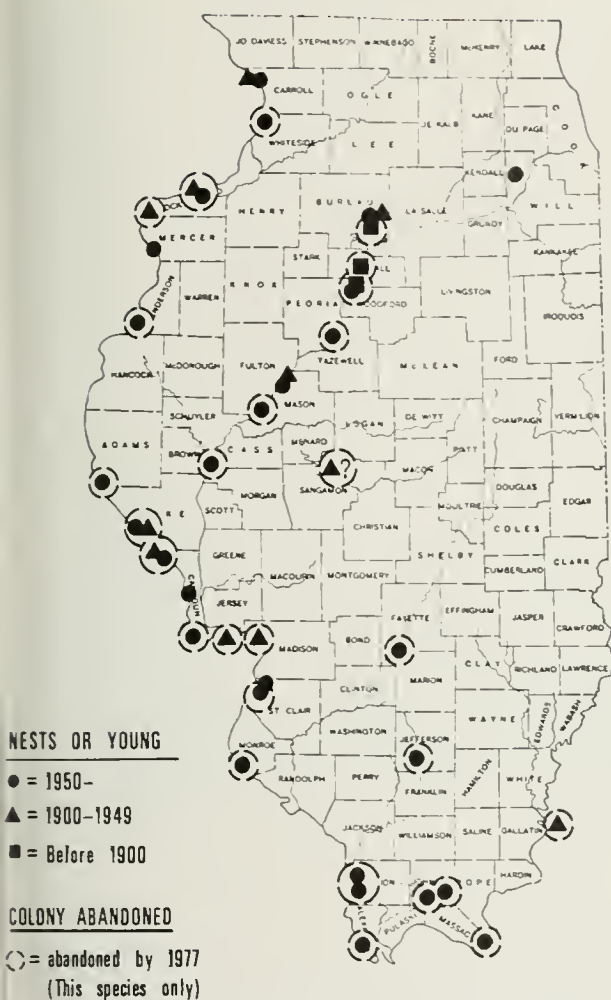 JO DAVIESS STEPHENSON WINNEBAGO BOONE McHENRY LAKE
CARROLL OGLE
DE KALB KANE
DU PAGE
WHITESIDE LEE
KENDALL
WILL
HENRY BUREAU LA SALLE
GRUNDY
MERCER
STARK
KANKAKEE
KNOX
WARREN PEORIA WOODFORD LIVINGSTON
IROQUOIS
HANCOCK McDONOUGH FULTON TAZEWELL McLEAN FORD
MASON
SCHUYLER LOGAN DE WITT CHAMPAIGN VERMILION
ADAMS BROWN CASS MENARD PIATT
MACON
SANGAMON DOUGLAS
MORGAN MOULTRIE EDGAR
SCOTT CHRISTIAN COLES
SHELBY
GREENE CUMBERLAND CLARK
MACOUPIN MONTGOMERY
JERSEY
FAYETTE EFFINGHAM JASPER CRAWFORD
BOND
MADISON
CLAY RICHLAND LAWRENCE
MARION
CLINTON
ST. CLAIR
WAYNE EDWARDS WABASH
NESTS OR YOUNG
WASHINGTON JEFFERSON
MONROE
= 1950-
RANDOLPH PERRY HAMILTON WHITE
= 1900-1949
FRANKLIN
= Before 1900
JACKSON WILLIAMSON SALINE GALLATIN
HARDIN
COLONY ABANDONED
PULASKI MASSAC
= abandoned by 1977
(This species only)